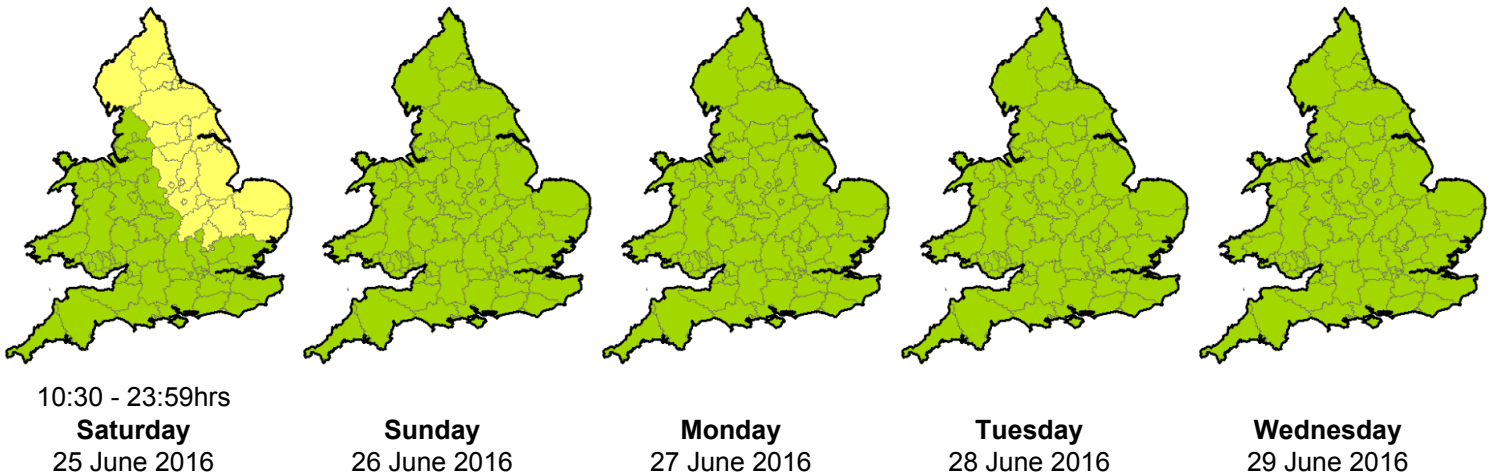 10:30 - 23:59hrs
Saturday
25 June 2016
Sunday
26 June 2016
Monday
27 June 2016
Tuesday
28 June 2016
Wednesday
29 June 2016